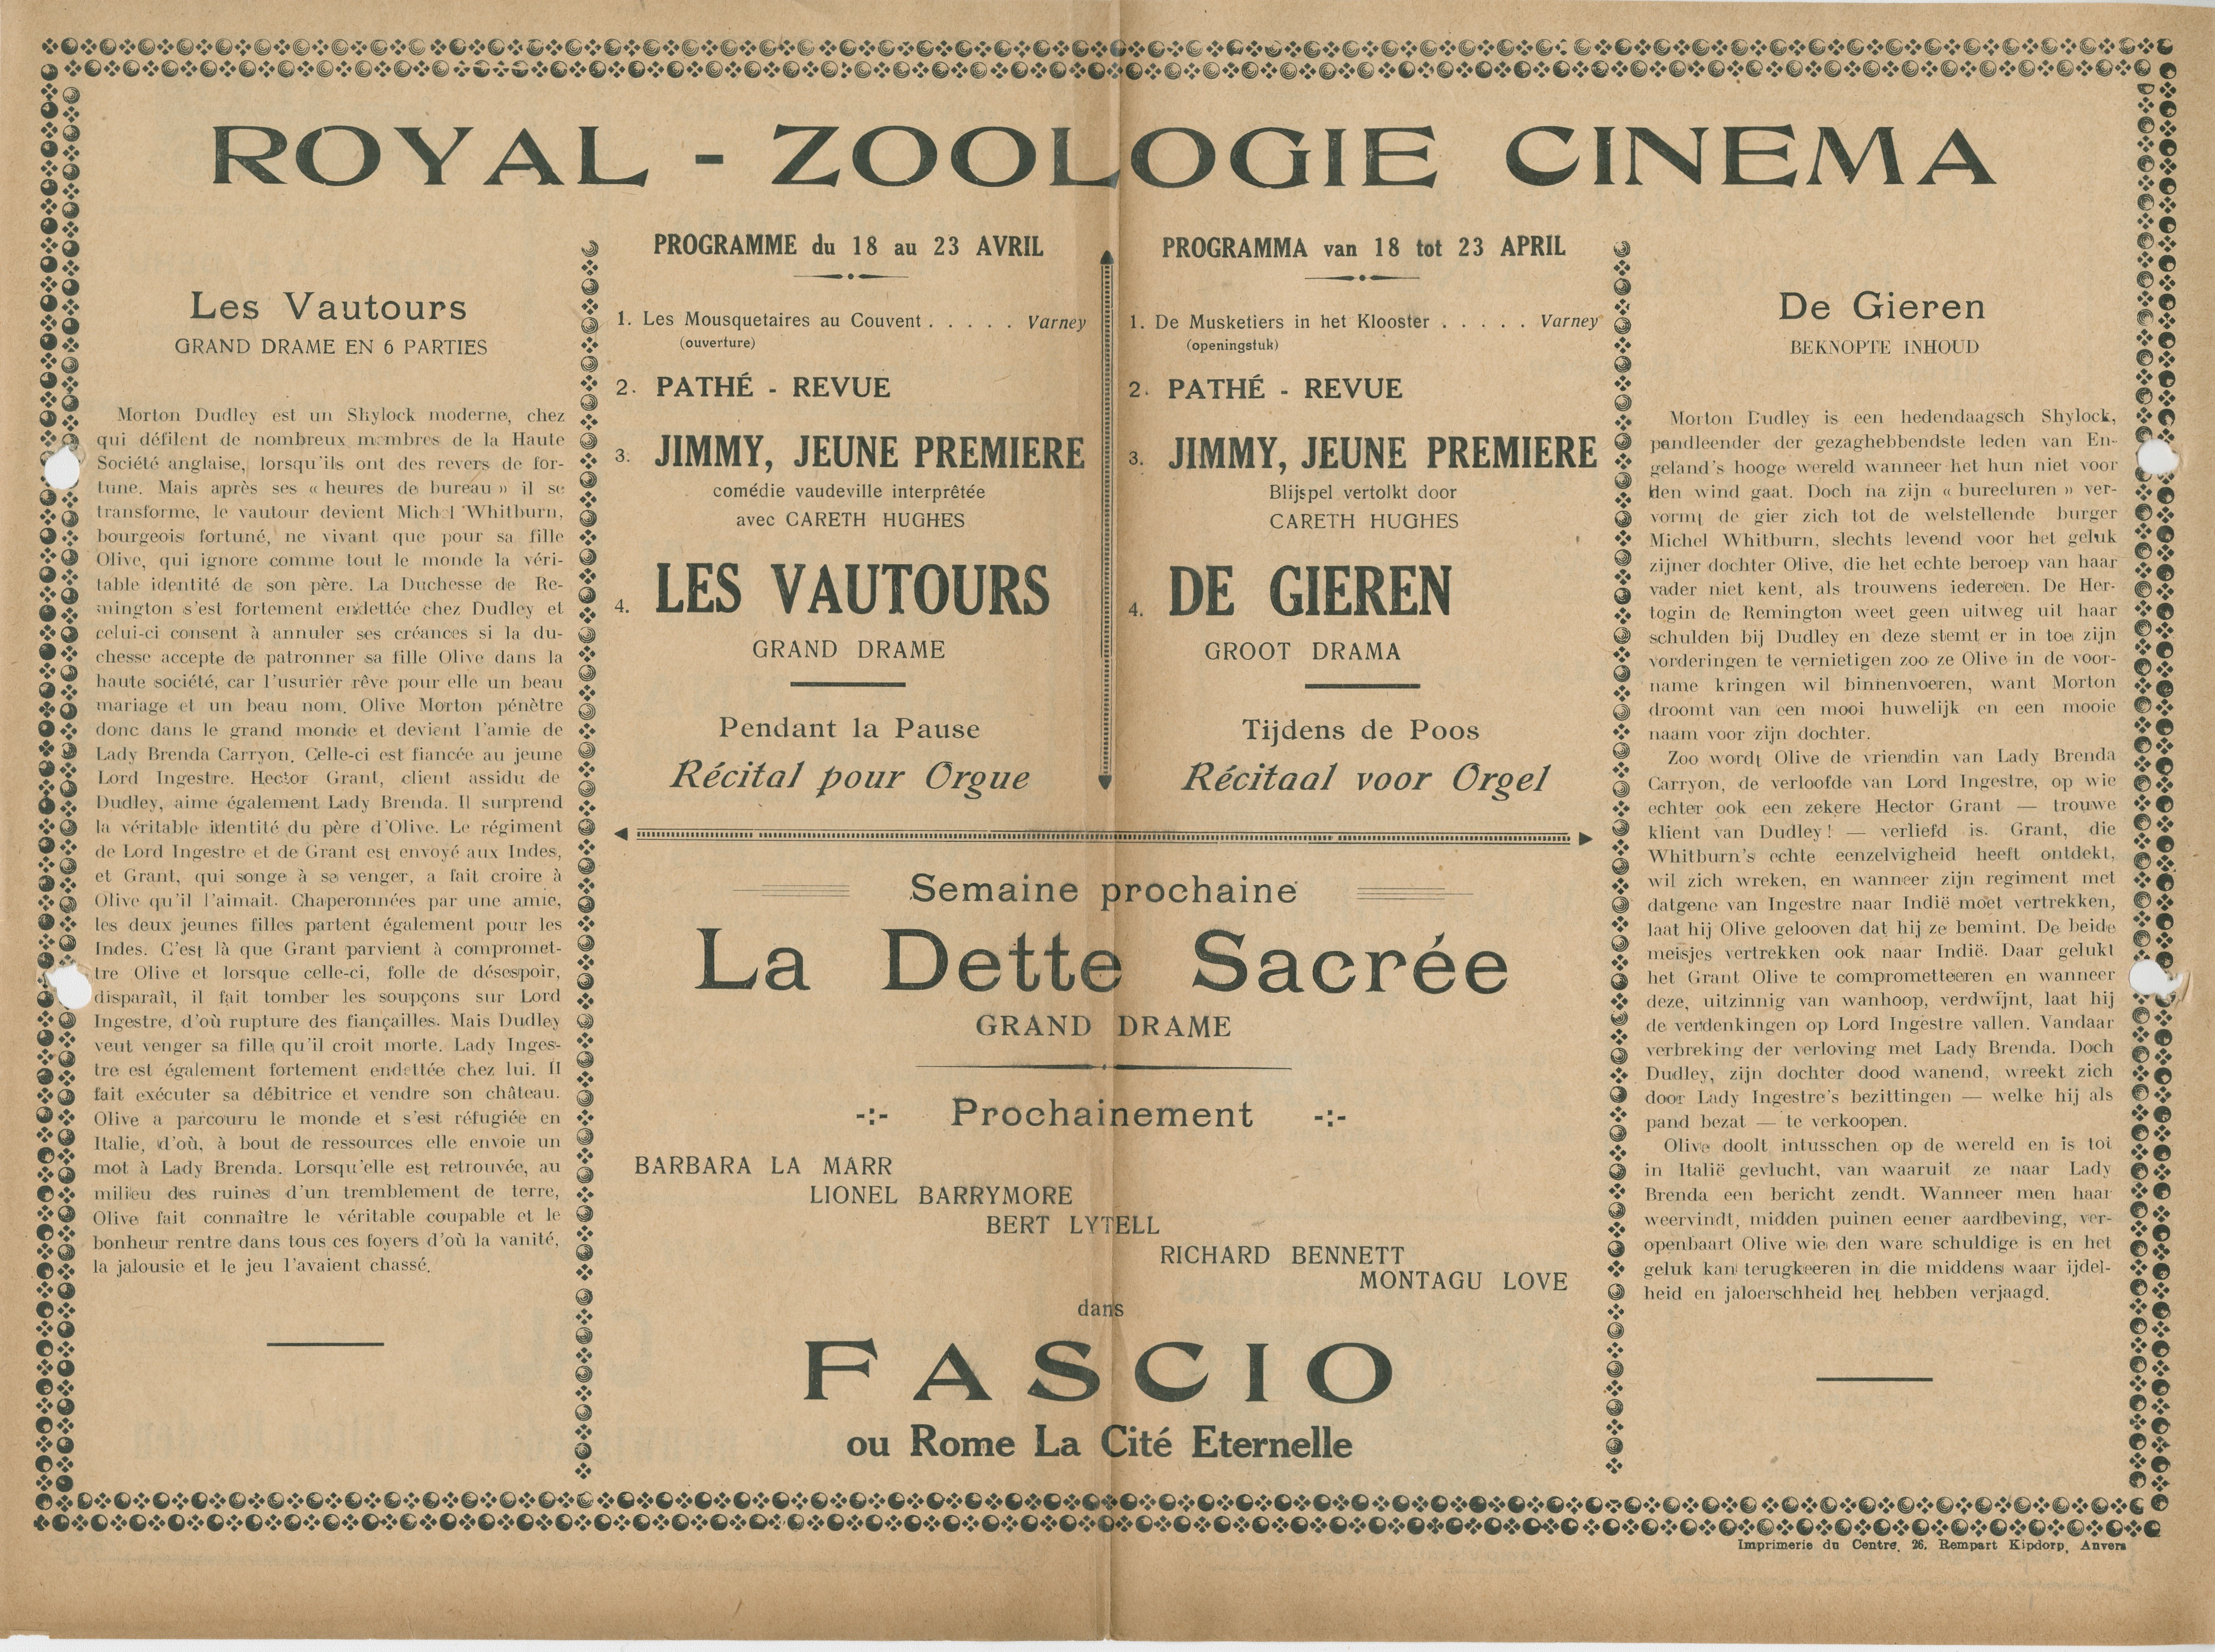 ROYAL - ZOOLOGIE CINEMA
Les Vautours
GRAND DRAME EN 6 PARTIES
Morton Dudley est un Shylock moderne, chez
qui défilent de nombreux membres de la Haute
Société anglaise, lorsqu'ils ont des revers de for-
tune. Mais après ses « heures de bureau » il se
transforme, le vautour devient Michel Whitburn,
bourgeois fortuné, ne vivant que pour sa fille
Olive, qui ignore comme tout le monde la véri-
table identité de son père. La Duchesse de Re-
mington s'est fortement endettée chez Dudley et
celui-ci consent à annuler ses créances si la du-
chesse accepte de patronner sa fille Olive dans la
haute société, car l'usurier rêve pour elle un beau
mariage et un beau nom. Olive Morton pénètre
donc dans le grand monde et devient l'amie de
Lady Brenda Carryon. Celle-ci est fiancée au jeune
Lord Ingestre. Hector Grant, client assidu de
Dudley, aime également Lady Brenda. Il surprend
la véritable identité du père d'Olive. Le régiment
de Lord Ingestre et de Grant est envoyé aux Indes,
et Grant, qui songe à se venger, a fait croire à
Olive qu'il l'aimait. Chaperonnées par une amie,
les deux jeunes filles partent également pour les
Indes. C'est là que Grant parvient à compromet-
tre Olive et lorsque celle-ci, folle de désespoir,
disparaît, il fait tomber les soupçons sur Lord
Ingestre, d'où rupture des fiançailles. Mais Dudley
veut venger sa fille qu'il croit morte. Lady Inges-
tre est également fortement endettée chez lui. Il
fait exécuter sa débitrice et vendre son château.
Olive a parcouru le monde et s'est réfugiée en
Italie, d'où, à bout de ressources elle envoie un
mot à Lady Brenda. Lorsqu'elle est retrouvée, au
milieu des ruines d'un tremblement de terre,
Olive fait connaître le véritable coupable et le
bonheur rentre dans tous ces foyers d'où la vanité,
la jalousie et le jeu l'avaient chassé.
PROGRAMME du 18 au 23 AVRIL
1. Les Mousquetaires au Couvent . . . . . Varney
(ouverture)
2. PATHÉ - REVUE
3. JIMMY, JEUNE PREMIERE
comédie vaudeville interprêtée
avec CARETH HUGHES
4. LES VAUTOURS
GRAND DRAME
Pendant la Pause
Récital pour Orgue
PROGRAMMA van 18 tot 23 APRIL
1. De Musketiers in het Klooster . . . . . Varney
(openingstuk)
2. PATHÉ - REVUE
3. JIMMY, JEUNE PREMIERE
Blijspel vertolkt door
CARETH HUGHES
4. DE GIEREN
GROOT DRAMA
Tijdens de Poos
Récitaal voor Orgel
Semaine prochaine
La Dette Sacrée
GRAND DRAME
-:- Prochainement -:-
BARBARA LA MARR
LIONEL BARRYMORE
BERT LYTELL
RICHARD BENNETT
MONTAGU LOVE
dans
FASCIO
ou Rome La Cité Eternelle
De Gieren
BEKNOPTE INHOUD
Morton Dudley is een hedendaagsch Shylock,
pandleender der gezaghebbendste leden van En-
geland's hooge wereld wanneer het hun niet voor
den wind gaat. Doch na zijn « bureeluren » ver-
vormt de gier zich tot de welstellende burger
Michel Whitburn, slechts levend voor het geluk
zijner dochter Olive, die het echte beroep van haar
vader niet kent, als trouwens iedereen. De Her-
togin de Remington weet geen uitweg uit haar
schulden bij Dudley en deze stemt er in toe zijn
vorderingen te vernietigen zoo ze Olive in de voor-
name kringen wil binnenvoeren, want Morton
droomt van een mooi huwelijk en een mooie
naam voor zijn dochter.
Zoo wordt Olive de vriendin van Lady Brenda
Carryon, de verloofde van Lord Ingestre, op wie
echter ook een zekere Hector Grant — trouwe
klient van Dudley! — verliefd is. Grant, die
Whitburn's echte eenzelvigheid heeft ontdekt,
wil zich wreken, en wanneer zijn regiment met
datgene van Ingestre naar Indië moet vertrekken,
laat hij Olive gelooven dat hij ze bemint. De beide
meisjes vertrekken ook naar Indië. Daar gelukt
het Grant Olive te compromettee­ren en wanneer
deze, uitzinnig van wanhoop, verdwijnt, laat hij
de verdenkingen op Lord Ingestre vallen. Vandaar
verbreking der verloving met Lady Brenda. Doch
Dudley, zijn dochter dood wanend, wreekt zich
door Lady Ingestre's bezittingen — welke hij als
pand bezat — te verkoopen.
Olive doolt intusschen op de wereld en is tot
in Italië gevlucht, van waaruit ze naar Lady
Brenda een bericht zendt. Wanneer men haar
weervindt, midden puinen eener aardbeving, ver-
openbaart Olive wie den ware schuldige is en het
geluk kan terugkeeren in die middens waar ijdel-
heid en jaloerschheid het hebben verjaagd.
Imprimerie du Centre, 26, Rempart Kipdorp, Anvers